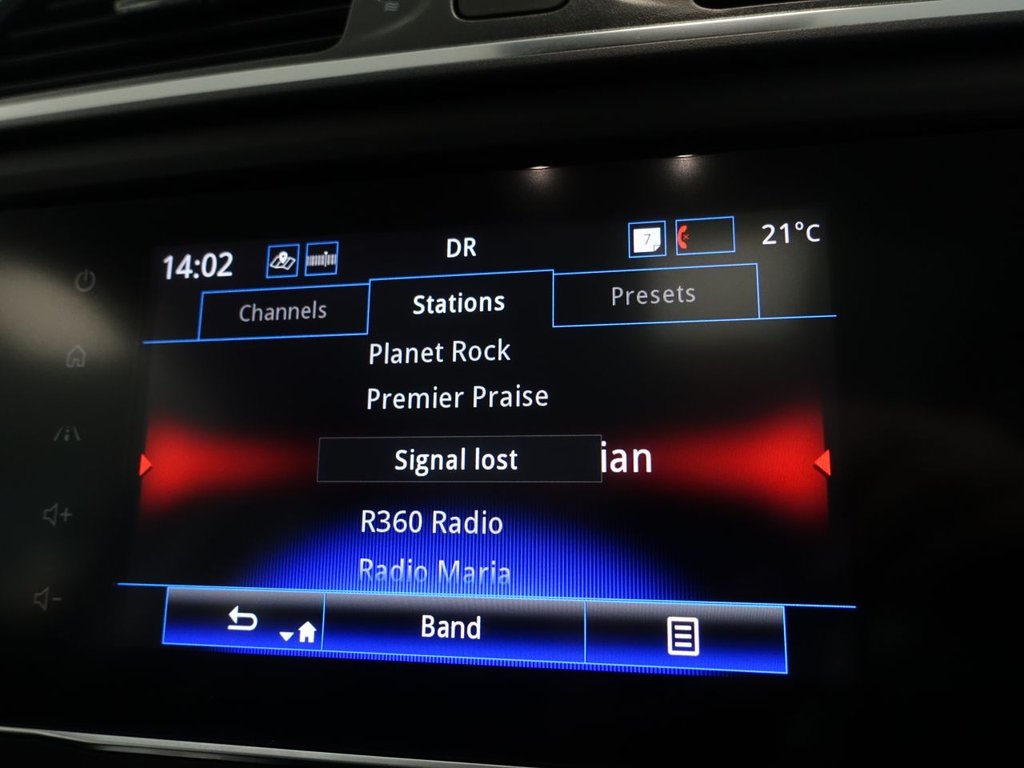 14:02 DR 7 21°C
Channels Stations Presets
Planet Rock
Premier Praise
Signal lost ian
R360 Radio
Radio Maria
Band